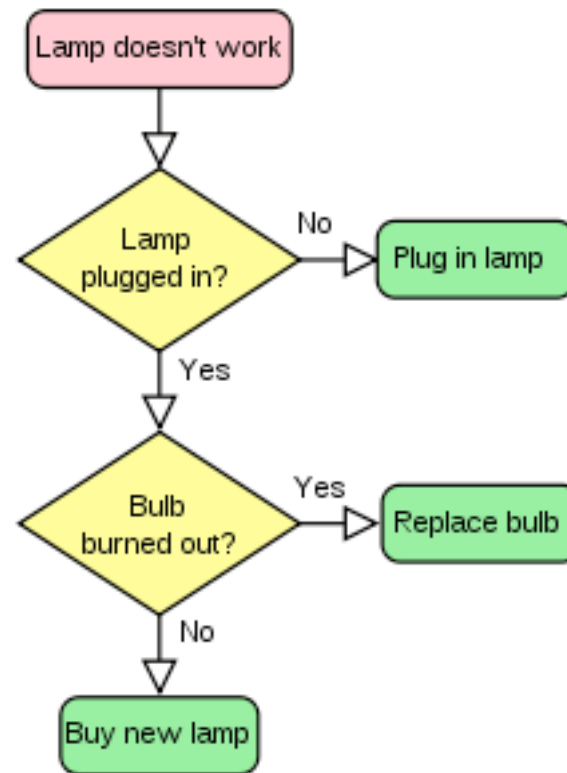 Lamp doesn't work
Lamp
plugged in?
No
Plug in lamp
Yes
Bulb
burned out?
Yes
Replace bulb
No
Buy new lamp